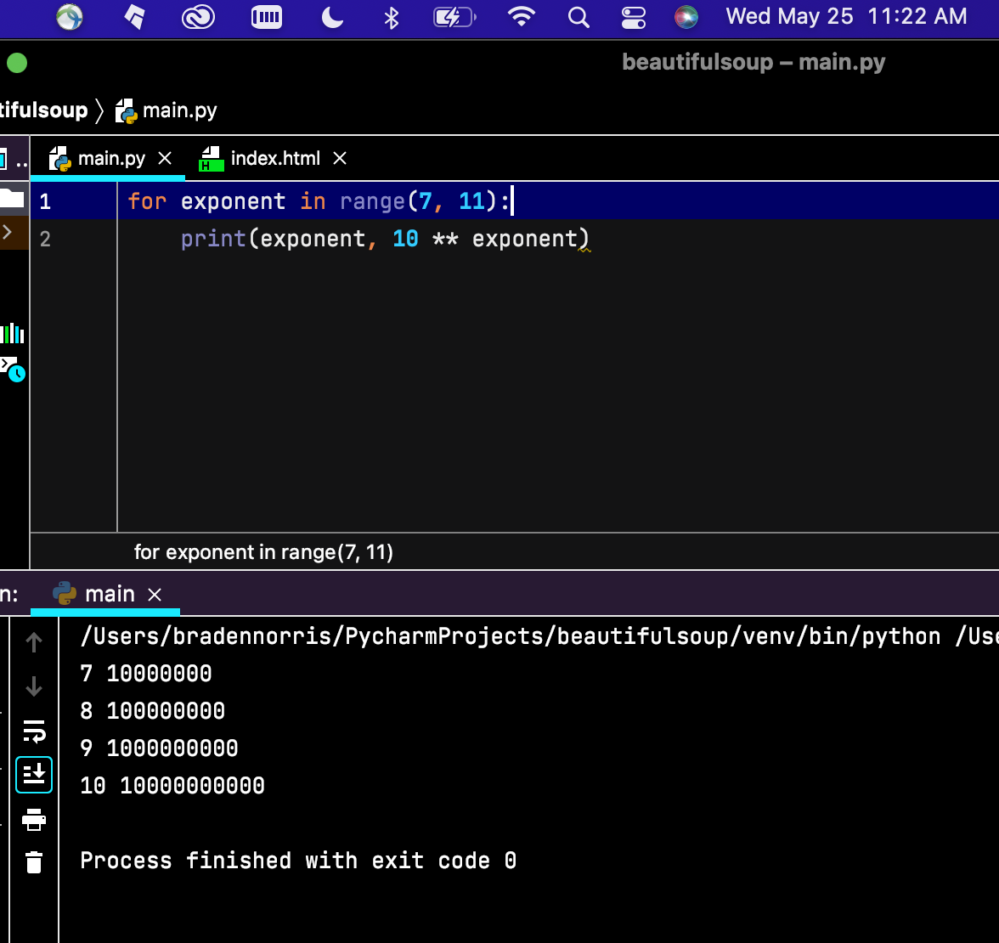 Wed May 25 11:22 AM
beautifulsoup – main.py
tifulsoup 〉 main.py
.. main.py × index.html ×
1 for exponent in range(7, 11):
2     print(exponent, 10 ** exponent)
for exponent in range(7, 11)
n: main ×
/Users/bradennorris/PycharmProjects/beautifulsoup/venv/bin/python /Use
7 10000000
8 100000000
9 1000000000
10 10000000000
Process finished with exit code 0